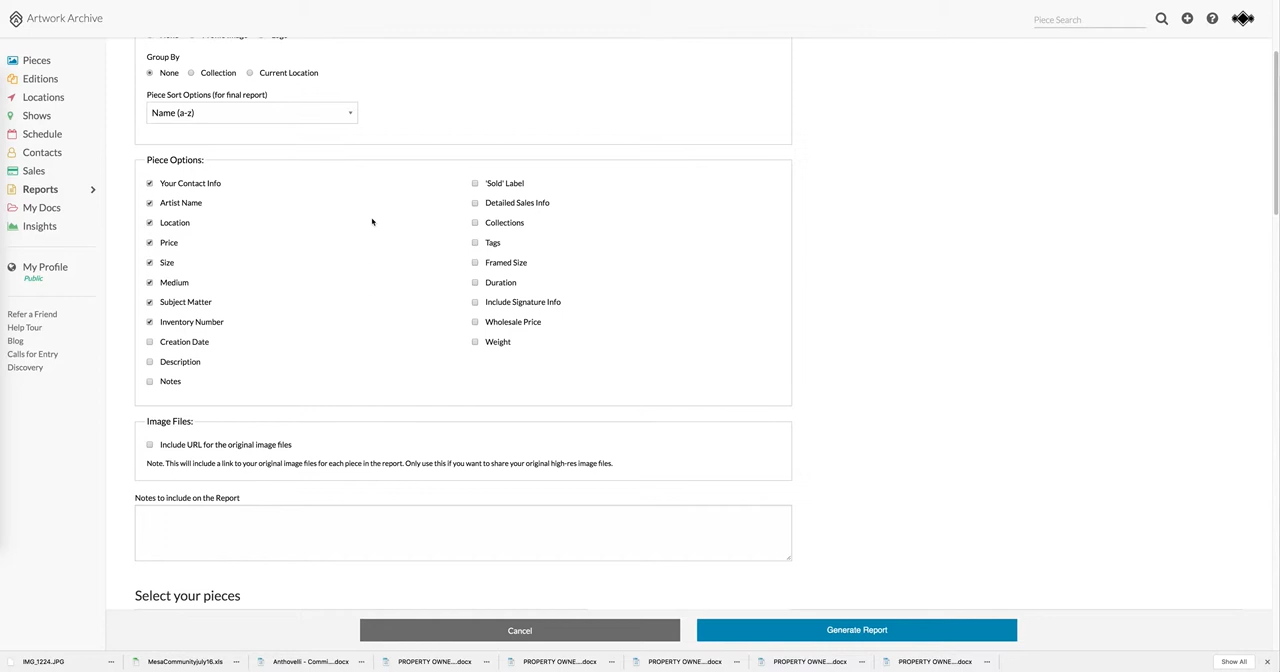 Artwork Archive
Piece Search
Pieces
Editions
Locations
Shows
Schedule
Contacts
Sales
Reports
My Docs
Insights
My Profile
Public
Refer a Friend
Help Tour
Blog
Calls for Entry
Discovery
Group By
None Collection Current Location
Piece Sort Options (for final report)
Name (a-z)
Piece Options:
Your Contact Info
Artist Name
Location
Price
Size
Medium
Subject Matter
Inventory Number
Creation Date
Description
Notes
'Sold' Label
Detailed Sales Info
Collections
Tags
Framed Size
Duration
Include Signature Info
Wholesale Price
Weight
Image Files:
Include URL for the original image files
Note. This will include a link to your original image files for each piece in the report. Only use this if you want to share your original high-res image files.
Notes to include on the Report
Select your pieces
Cancel
Generate Report
IMG_1224.JPG
MesaCommunityjuly16.xls
Anthovelli - Commi....docx
PROPERTY OWNE....docx
PROPERTY OWNE....docx
PROPERTY OWNE....docx
PROPERTY OWNE....docx
PROPERTY OWNE....docx
Show All